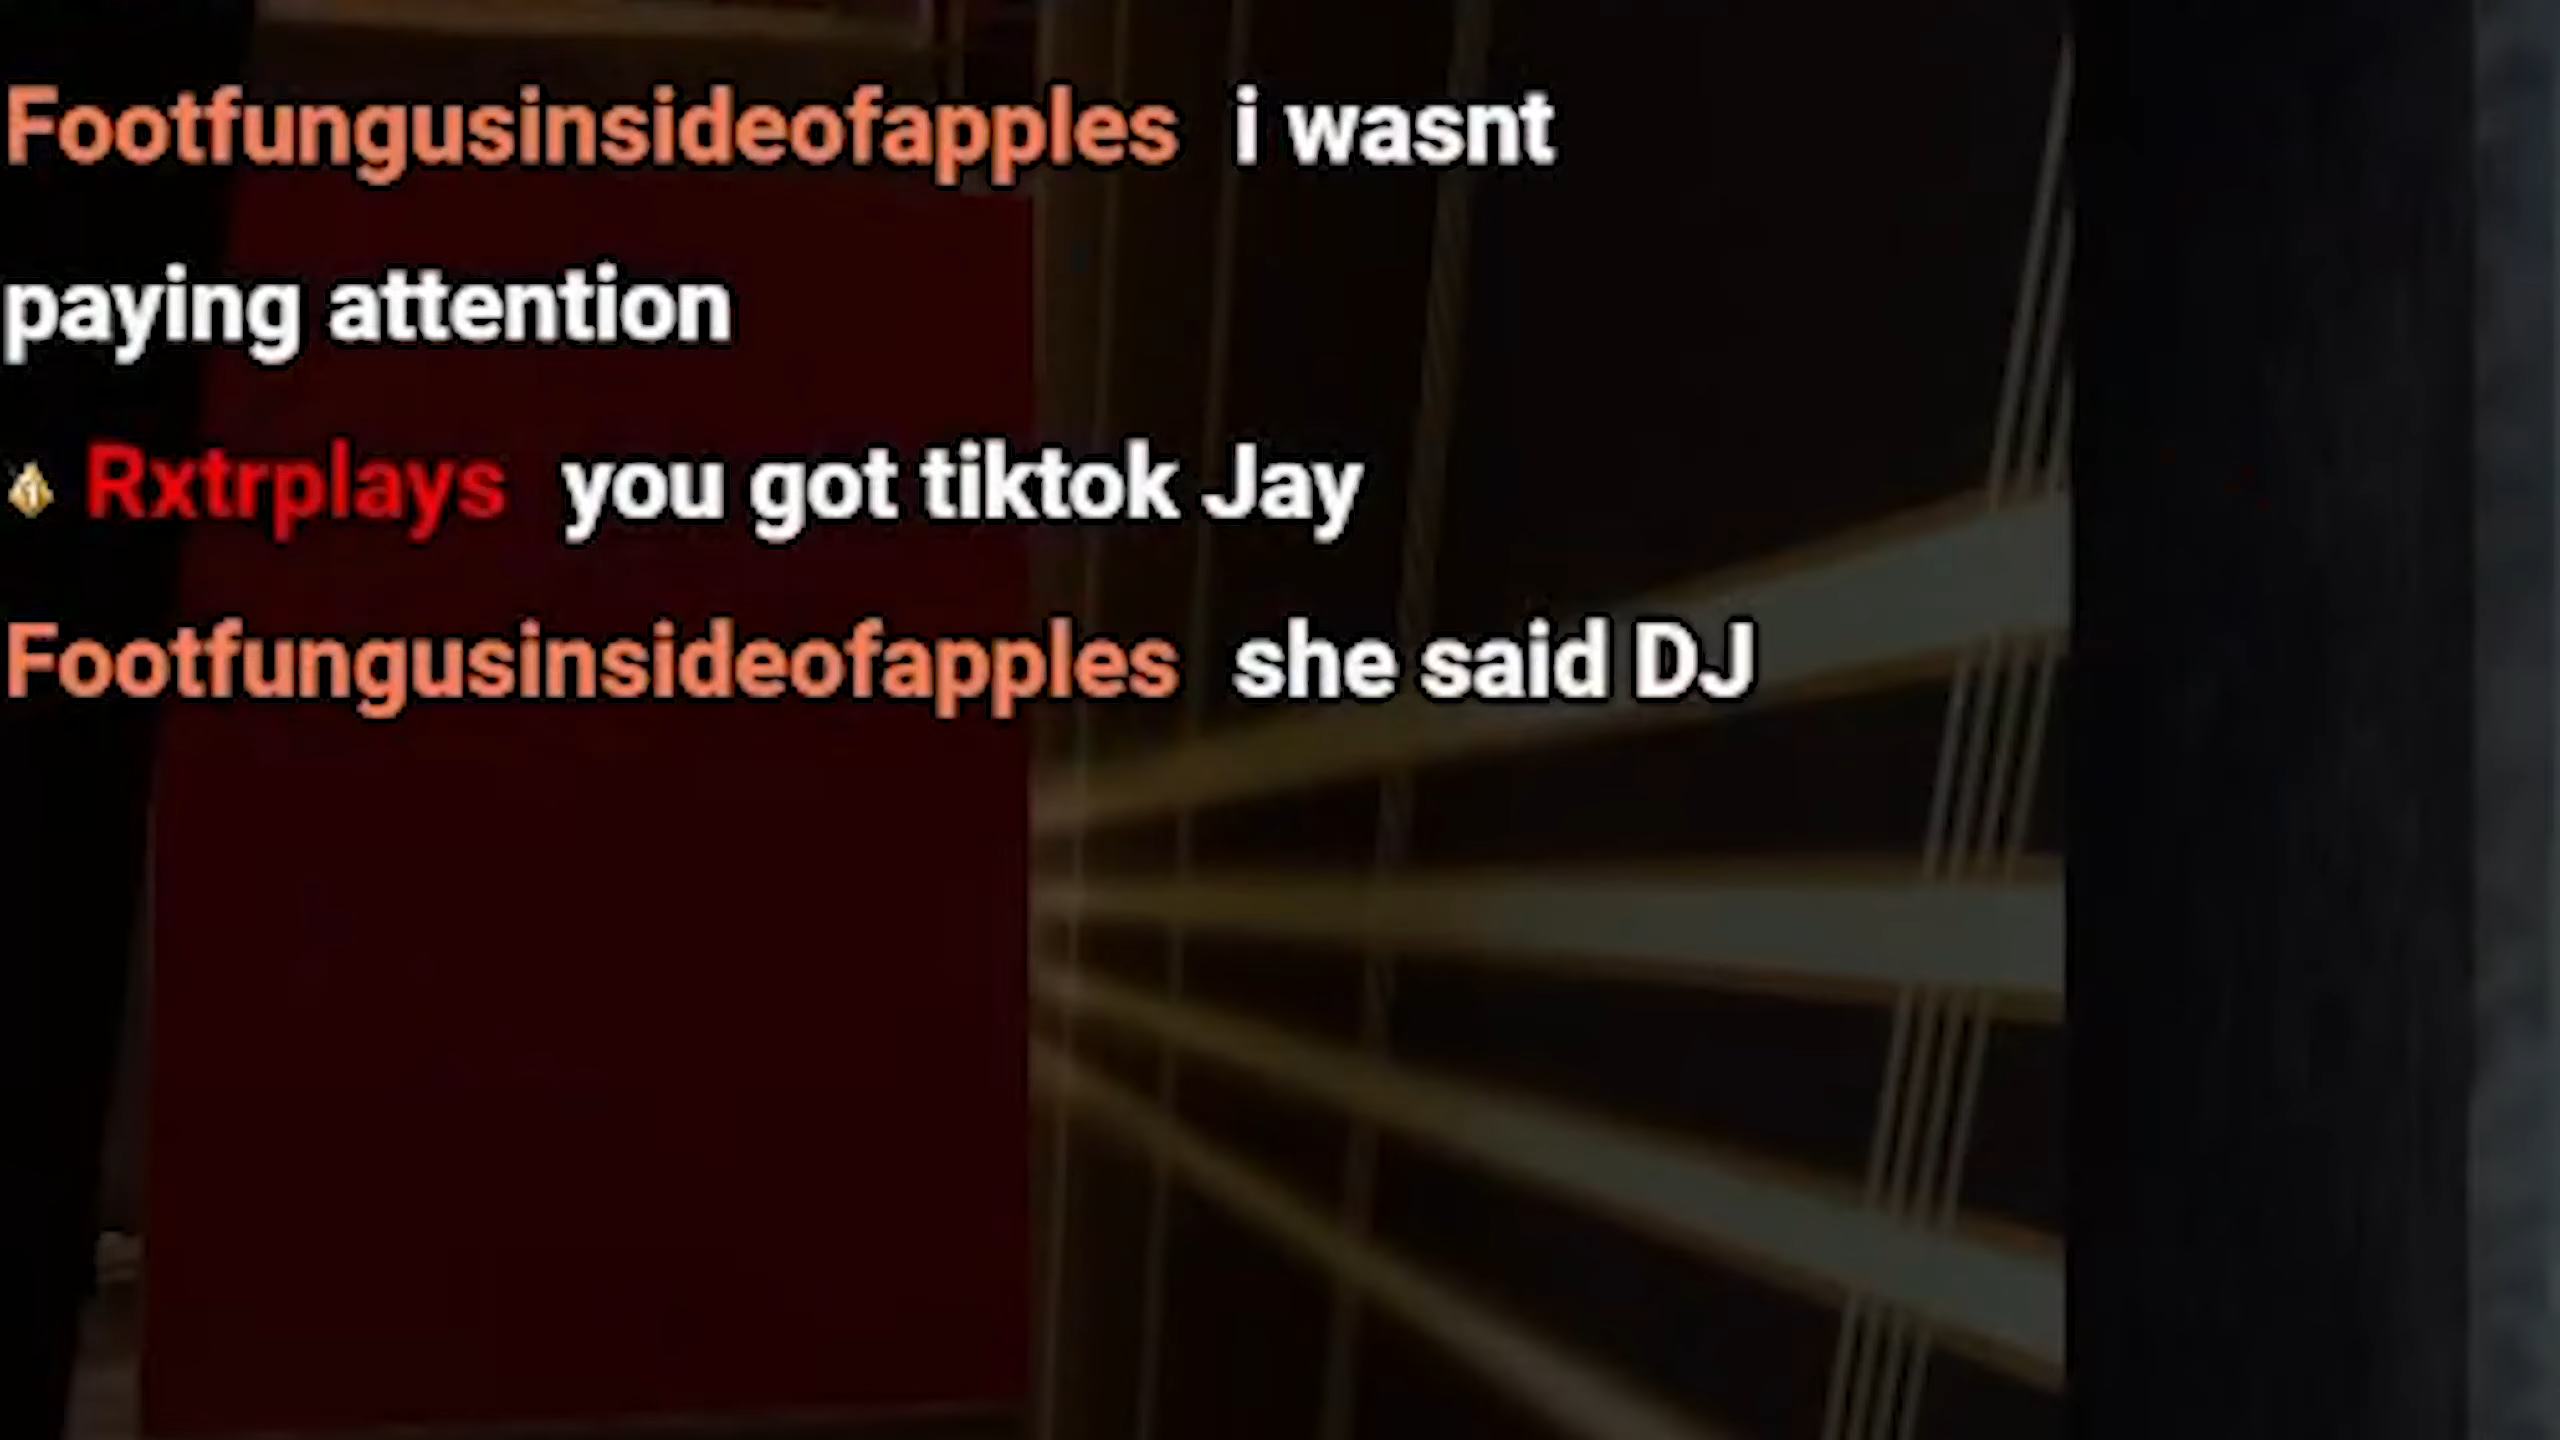 Footfungusinsideofapples i wasnt
paying attention
Rxtrplays you got tiktok Jay
Footfungusinsideofapples she said DJ